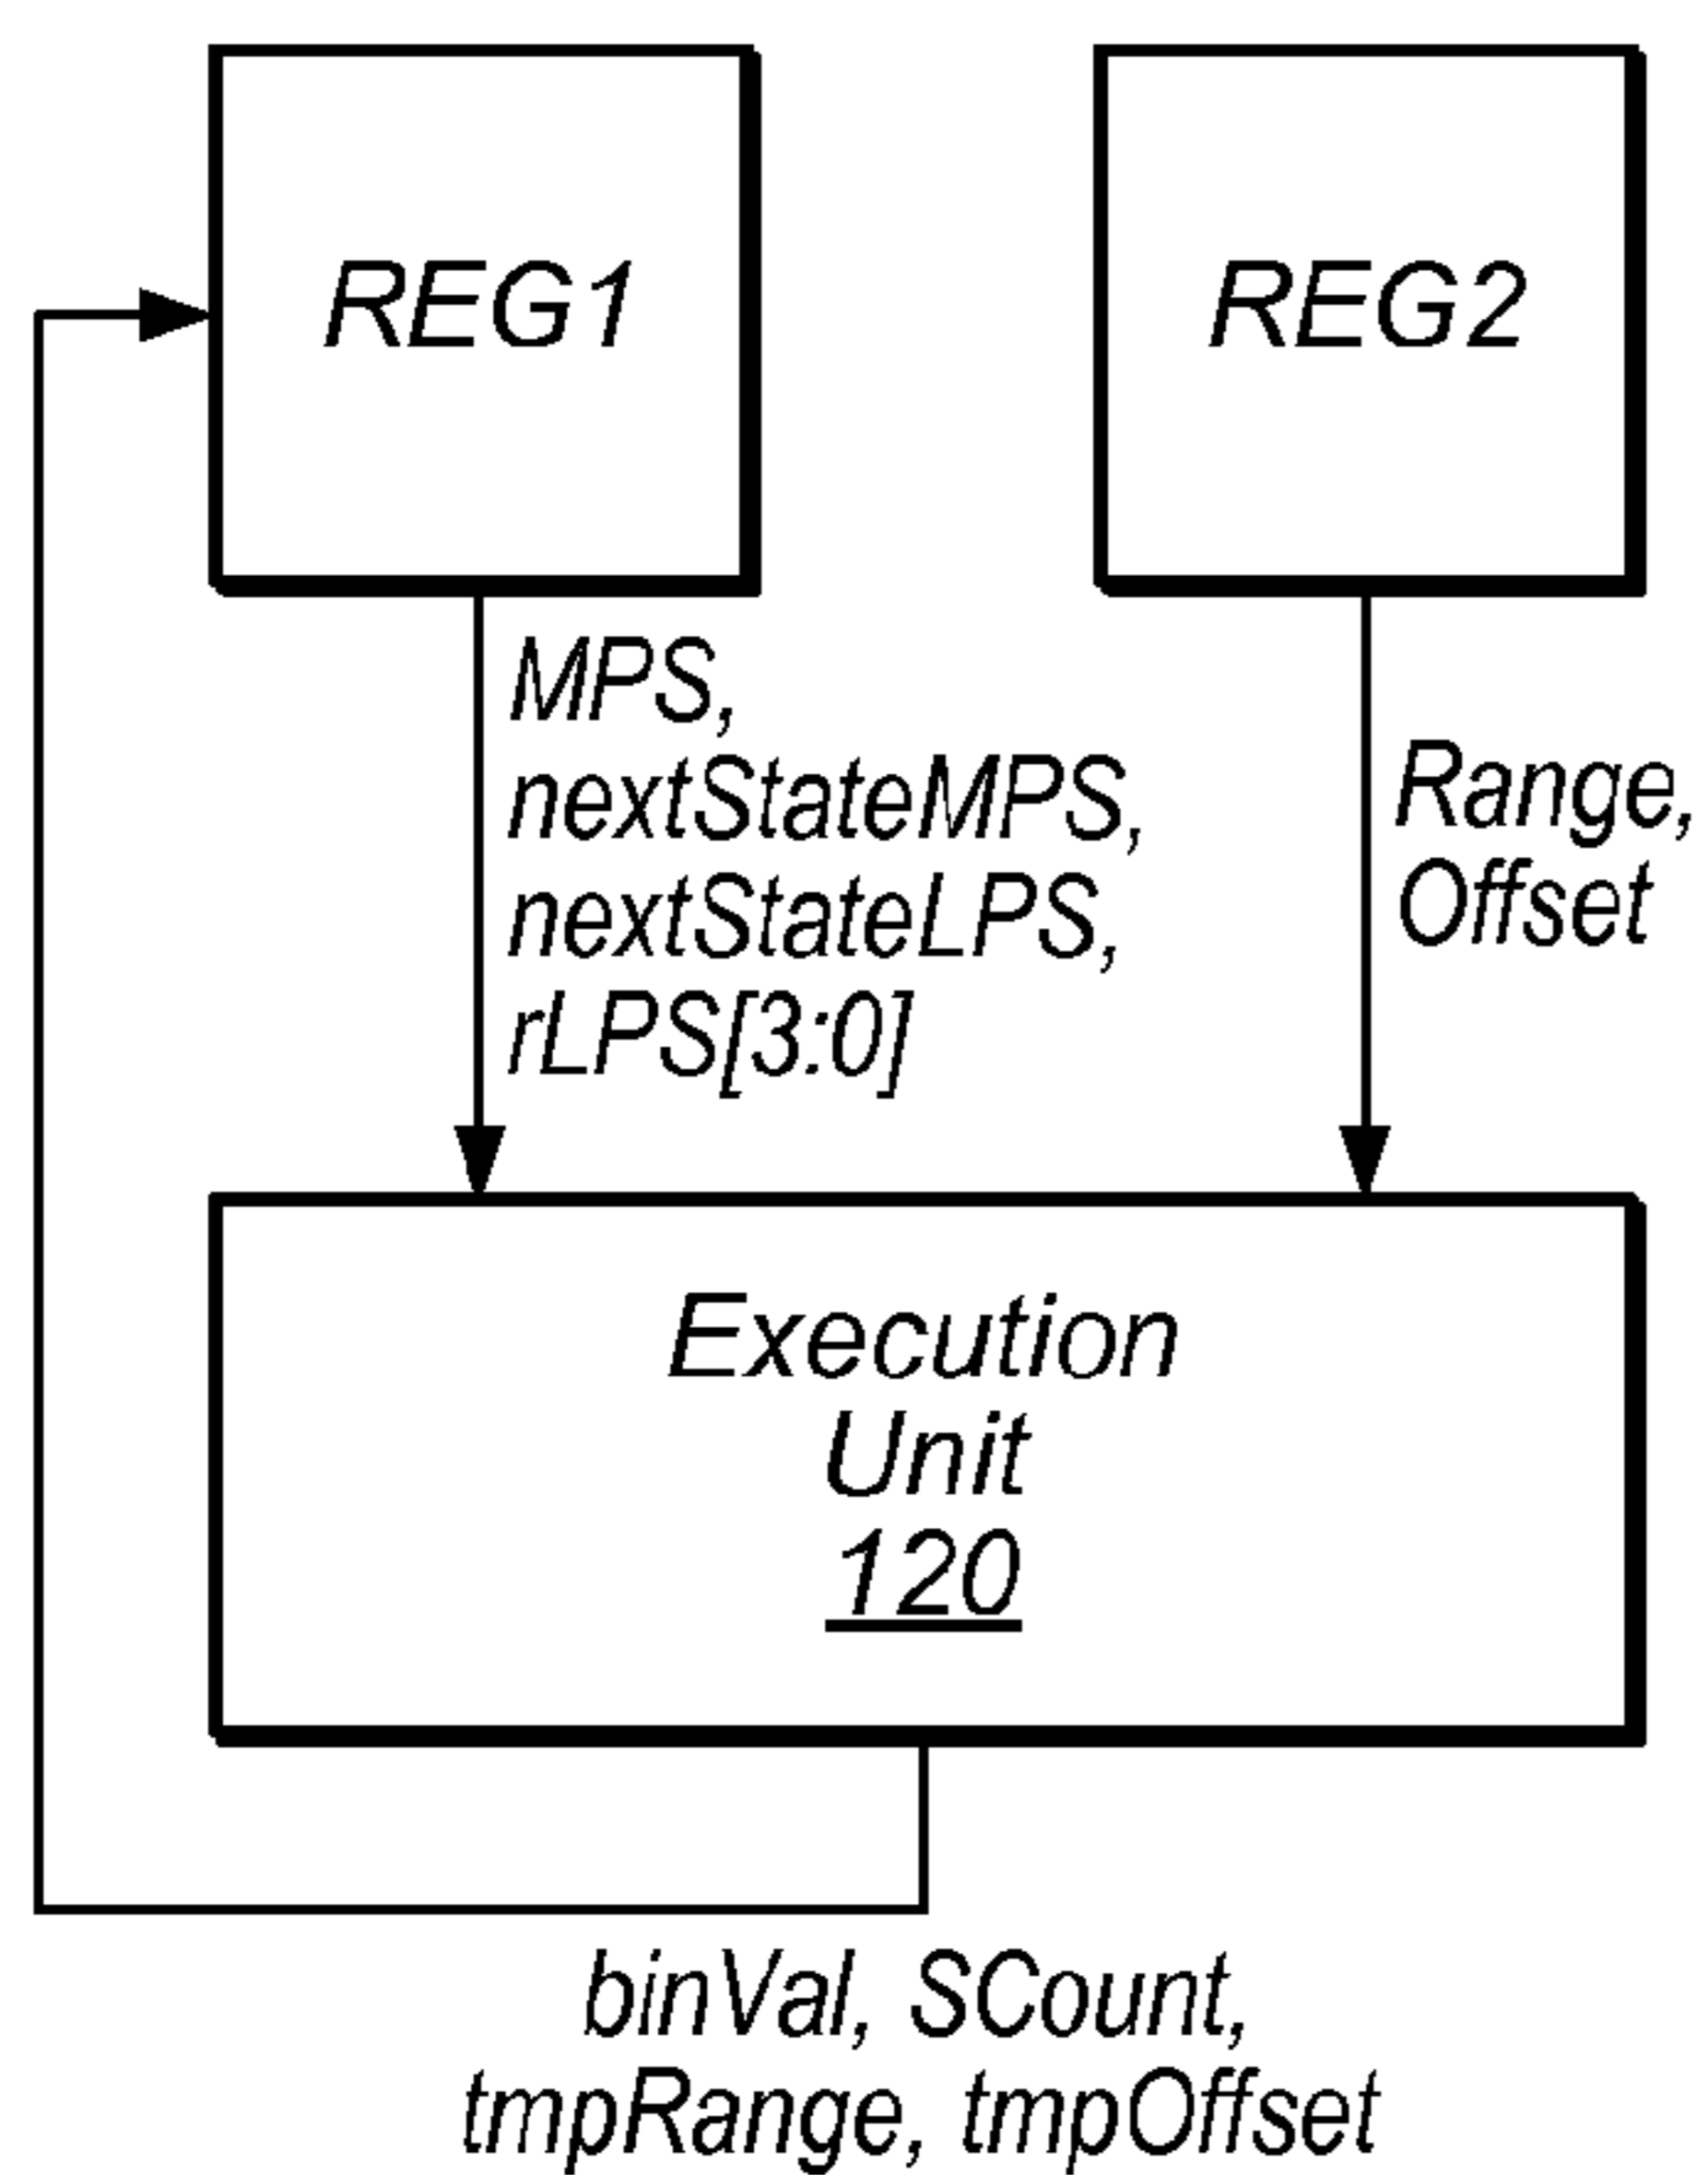 REG1
REG2
MPS,
nextStateMPS,
nextStateLPS,
rLPS[3:0]
Range,
Offset
Execution
Unit
120
binVal, SCount,
tmpRange, tmpOffset